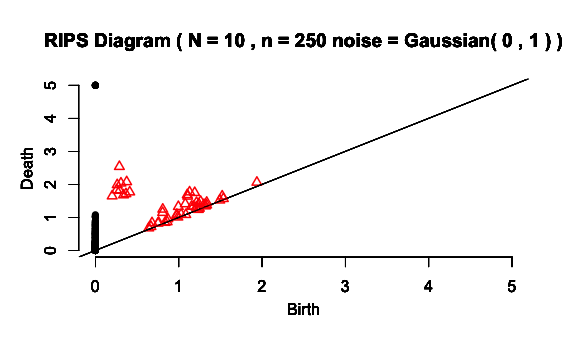 RIPS Diagram ( N = 10 , n = 250 noise = Gaussian( 0 , 1 ) )
5
4
3
2
1
0
Death
0 1 2 3 4 5
Birth